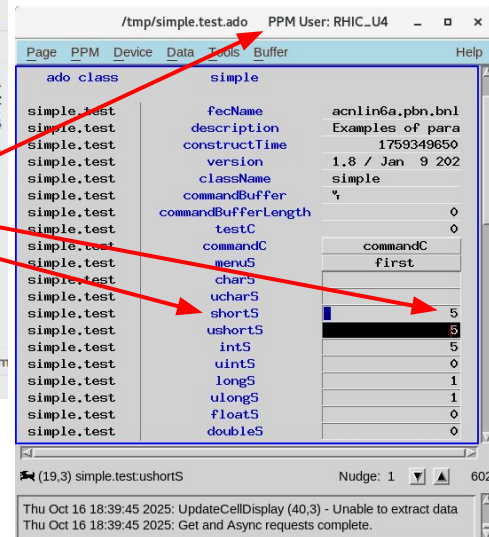 /tmp/simple.test.ado PPM User: RHIC_U4
Page PPM Device Data Tools Buffer Help
ado class simple
simple.test fecName acnlin6a.pbn.bnl
simple.test description Examples of para
simple.test constructTime 1759349650
simple.test version 1.8 / Jan 9 202
simple.test className simple
simple.test commandBuffer
simple.test commandBufferLength 0
simple.test testC 0
simple.test commandC commandC
simple.test menuS first
simple.test charS
simple.test ucharS
simple.test shortS 5
simple.test ushortS 5
simple.test intS 5
simple.test uintS 0
simple.test longS 1
simple.test ulongS 1
simple.test floatS 0
simple.test doubleS 0
(19,3) simple.test:ushortS Nudge: 1 602
Thu Oct 16 18:39:45 2025: UpdateCellDisplay (40,3) - Unable to extract data
Thu Oct 16 18:39:45 2025: Get and Async requests complete.